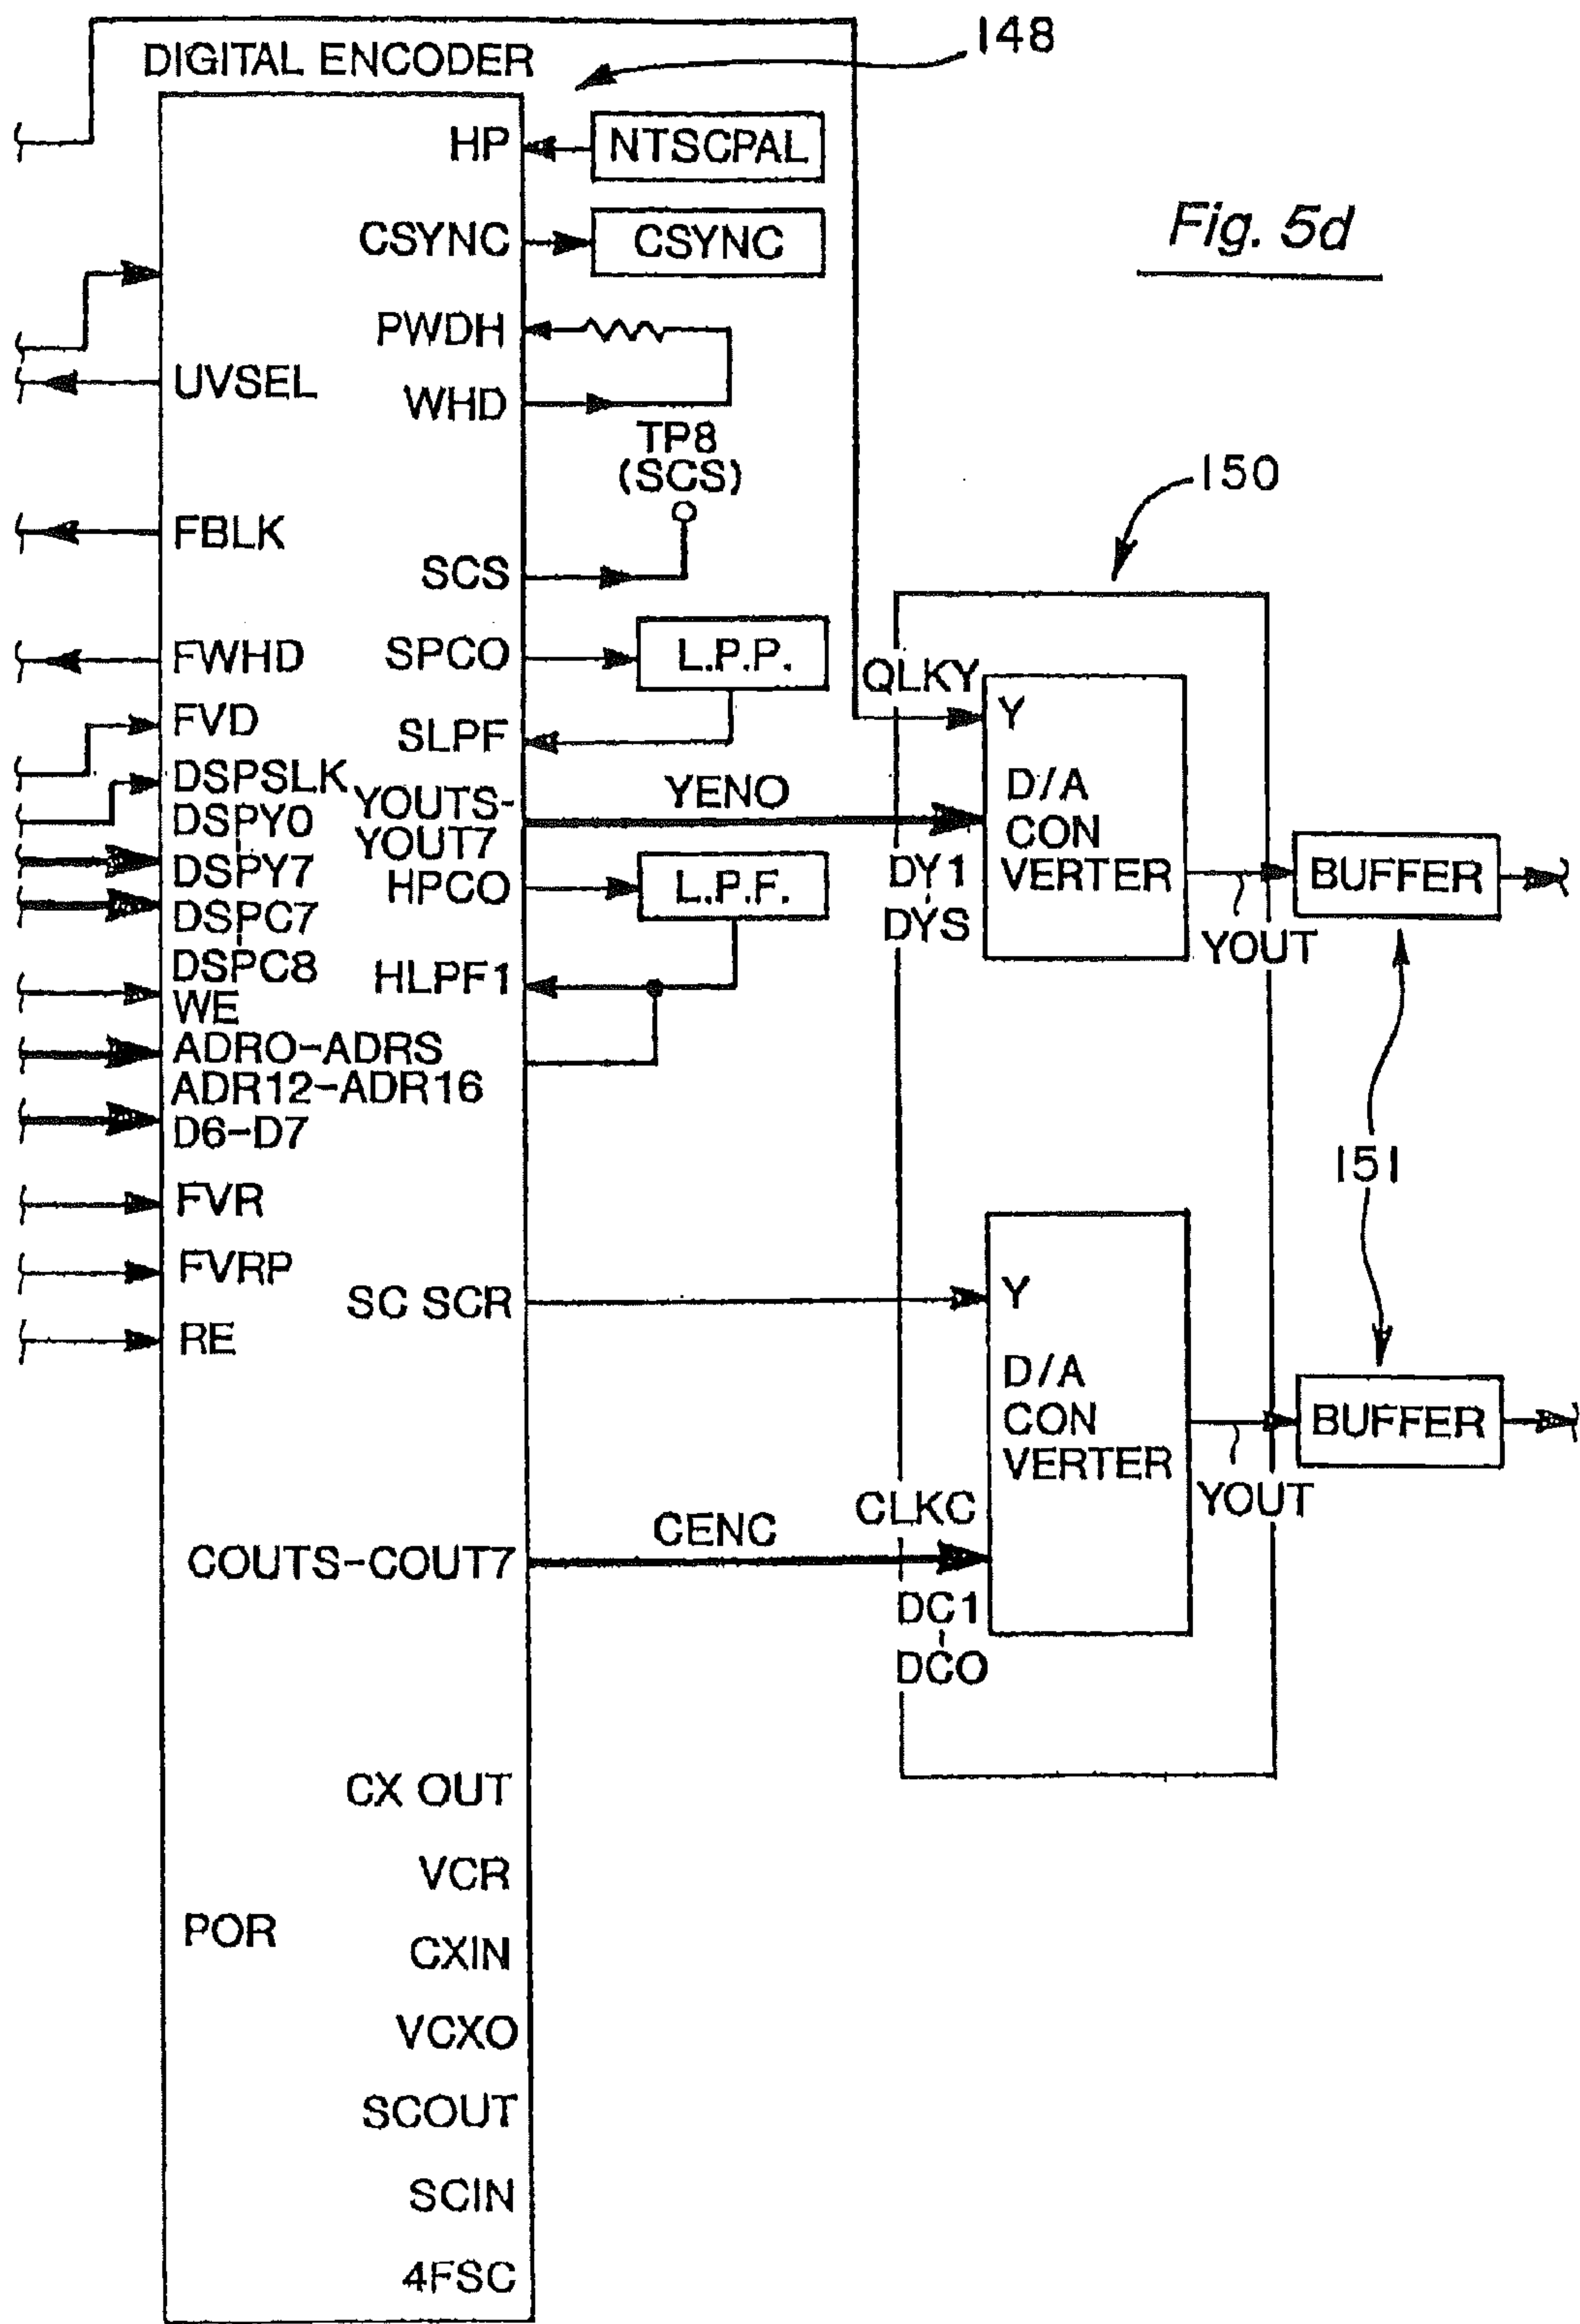 DIGITAL ENCODER
148
Fig. 5d
HP
NTSCPAL
CSYNC
CSYNC
PWDH
UVSEL
WHD
TP8
(SCS)
150
FBLK
SCS
FWHD
SPCO
L.P.P.
QLKY
FVD
SLPF
Y
DSPSLK
YOUTS-
YOUT7
YENO
D/A
CON
VERTER
DSPY0
DSPY7
HPCO
L.P.F.
DY1
DYS
BUFFER
DSPC7
YOUT
DSPC8
HLPF1
WE
ADRO-ADRS
ADR12-ADR16
D6-D7
151
FVR
FVRP
SC SCR
Y
RE
D/A
CON
VERTER
BUFFER
YOUT
CLKC
COUTS-COUT7
CENC
DC1
DCO
CX OUT
VCR
POR
CXIN
VCXO
SCOUT
SCIN
4FSC